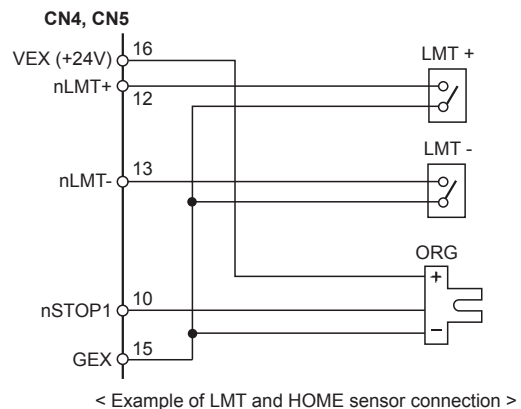 CN4, CN5
VEX (+24V)
16
LMT +
nLMT+
12
LMT -
nLMT-
13
ORG
+
nSTOP1
10
–
GEX
15
< Example of LMT and HOME sensor connection >